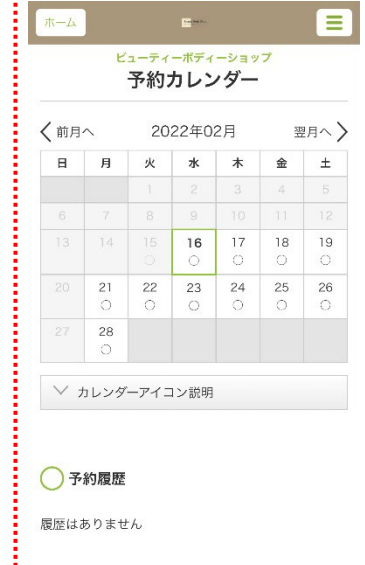 ホーム
ビューティーボディーショップ
予約カレンダー
前月へ 2022年02月 翌月へ
日 月 火 水 木 金 土
1 2 3 4 5
6 7 8 9 10 11 12
13 14 15 16 17 18 19
20 21 22 23 24 25 26
27 28
カレンダーアイコン説明
予約履歴
履歴はありません